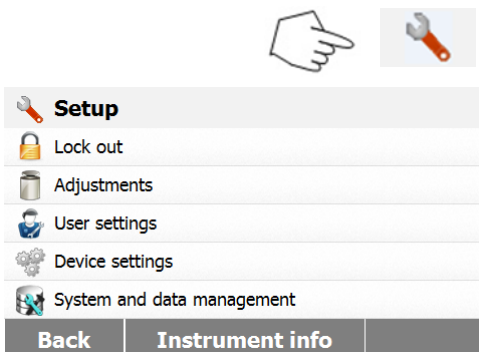 Setup
Lock out
Adjustments
User settings
Device settings
System and data management
Back Instrument info